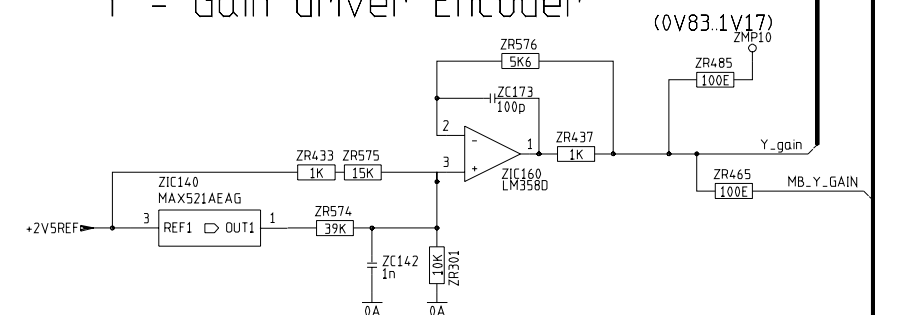 Y - Gain driver Encoder
(0V83..1V17)
ZMP10
ZR576
5K6
ZR485
100E
ZC173
100p
2
1
ZR437
1K
Y_gain
ZR433
1K
ZR575
15K
3
ZIC160
LM358D
ZR465
100E
MB_Y_GAIN
ZIC140
MAX521AEAG
ZR574
39K
+2V5REF
3
REF1
OUT1
1
ZC142
1n
10K
ZR301
0A
0A